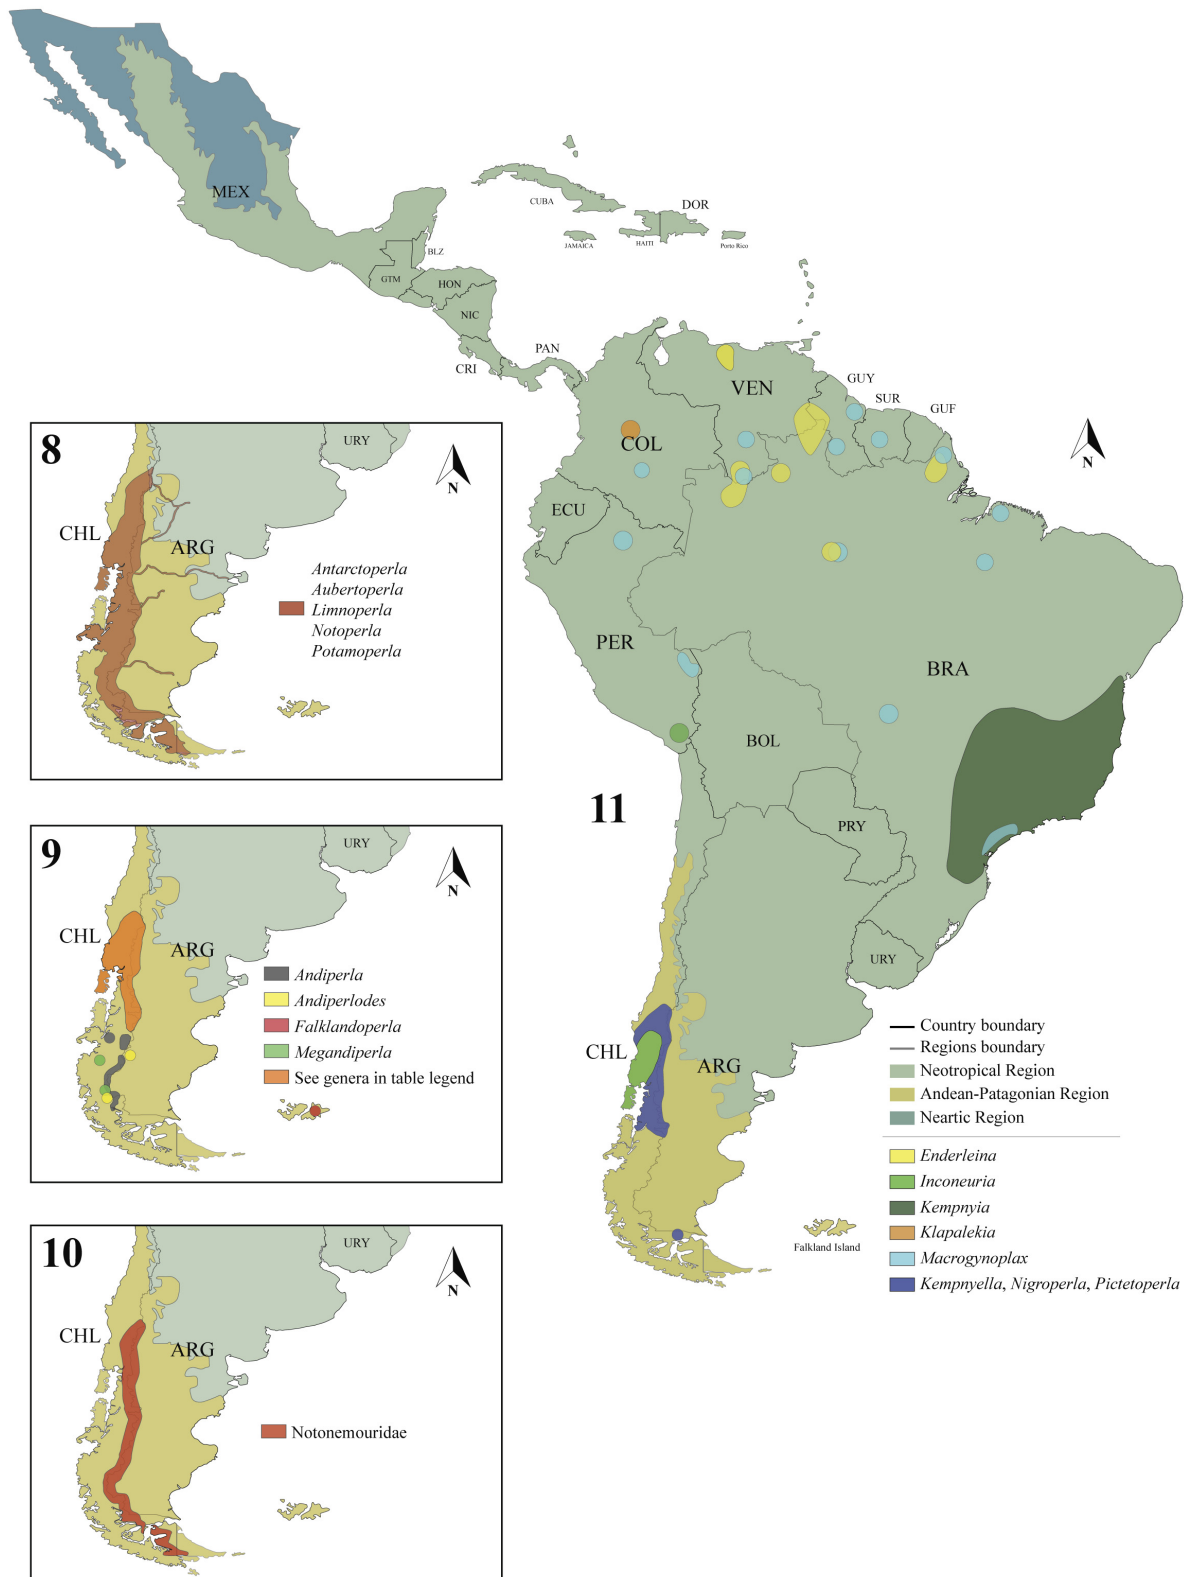 MEX
CUBA
DOR
JAMAICA
HAITI
Porto Rico
BLZ
GTM
HON
NIC
PAN
CRI
VEN
GUY
SUR
GUF
COL
N
ECU
PER
BRA
BOL
11
PRY
URY
CHL
ARG
Falkland Island
Country boundary
Regions boundary
Neotropical Region
Andean-Patagonian Region
Neartic Region
Enderleina
Inconeuria
Kempnyia
Klapalekia
Macrogynoplax
Kempnyella, Nigroperla, Pictetoperla
8
URY
N
CHL
ARG
Antarctoperla
Aubertoperla
Limnoperla
Notoperla
Potamoperla
9
URY
N
CHL
ARG
Andiperla
Andiperlodes
Falklandoperla
Megandiperla
See genera in table legend
10
URY
N
CHL
ARG
Notonemouridae